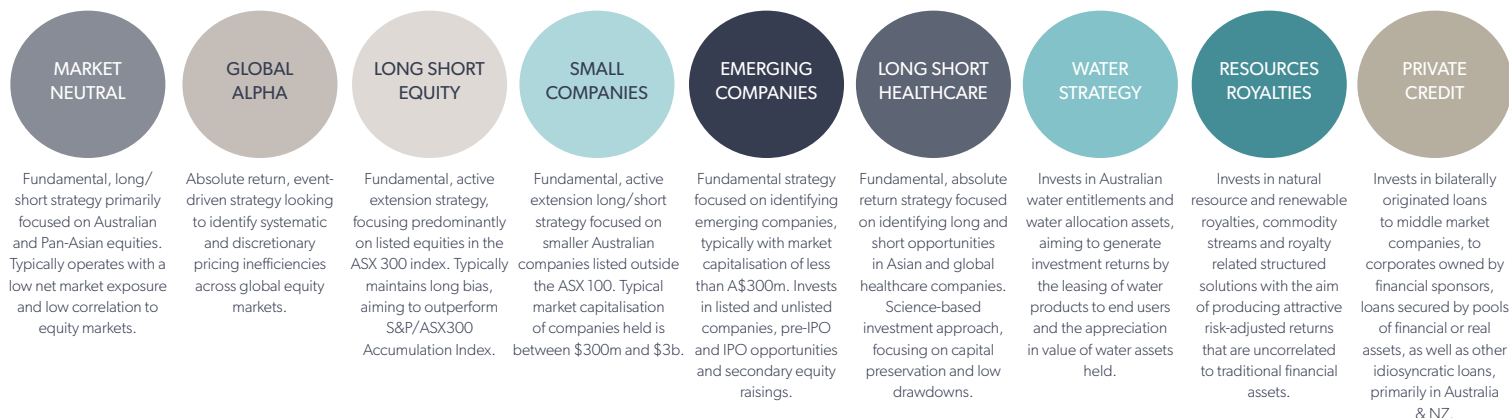 MARKET
NEUTRAL
Fundamental, long/
short strategy primarily
focused on Australian
and Pan-Asian equities.
Typically operates with a
low net market exposure
and low correlation to
equity markets.
GLOBAL
ALPHA
Absolute return, event-
driven strategy looking
to identify systematic
and discretionary
pricing inefficiencies
across global equity
markets.
LONG SHORT
EQUITY
Fundamental, active
extension strategy,
focusing predominantly
on listed equities in the
ASX 300 index. Typically
maintains long bias,
aiming to outperform
S&P/ASX300
Accumulation Index.
SMALL
COMPANIES
Fundamental, active
extension long/short
strategy focused on
smaller Australian
companies listed outside
the ASX 100. Typical
market capitalisation
of companies held is
between $300m and $3b.
EMERGING
COMPANIES
Fundamental strategy
focused on identifying
emerging companies,
typically with market
capitalisation of less
than A$300m. Invests
in listed and unlisted
companies, pre-IPO
and IPO opportunities
and secondary equity
raisings.
LONG SHORT
HEALTHCARE
Fundamental, absolute
return strategy focused
on identifying long and
short opportunities
in Asian and global
healthcare companies.
Science-based
investment approach,
focusing on capital
preservation and low
drawdowns.
WATER
STRATEGY
Invests in Australian
water entitlements and
water allocation assets,
aiming to generate
investment returns by
the leasing of water
products to end users
and the appreciation
in value of water assets
held.
RESOURCES
ROYALTIES
Invests in natural
resource and renewable
royalties, commodity
streams and royalty
related structured
solutions with the aim
of producing attractive
risk-adjusted returns
that are uncorrelated
to traditional financial
assets.
PRIVATE
CREDIT
Invests in bilaterally
originated loans
to middle market
companies, to
corporates owned by
financial sponsors,
loans secured by pools
of financial or real
assets, as well as other
idiosyncratic loans,
primarily in Australia
& NZ.